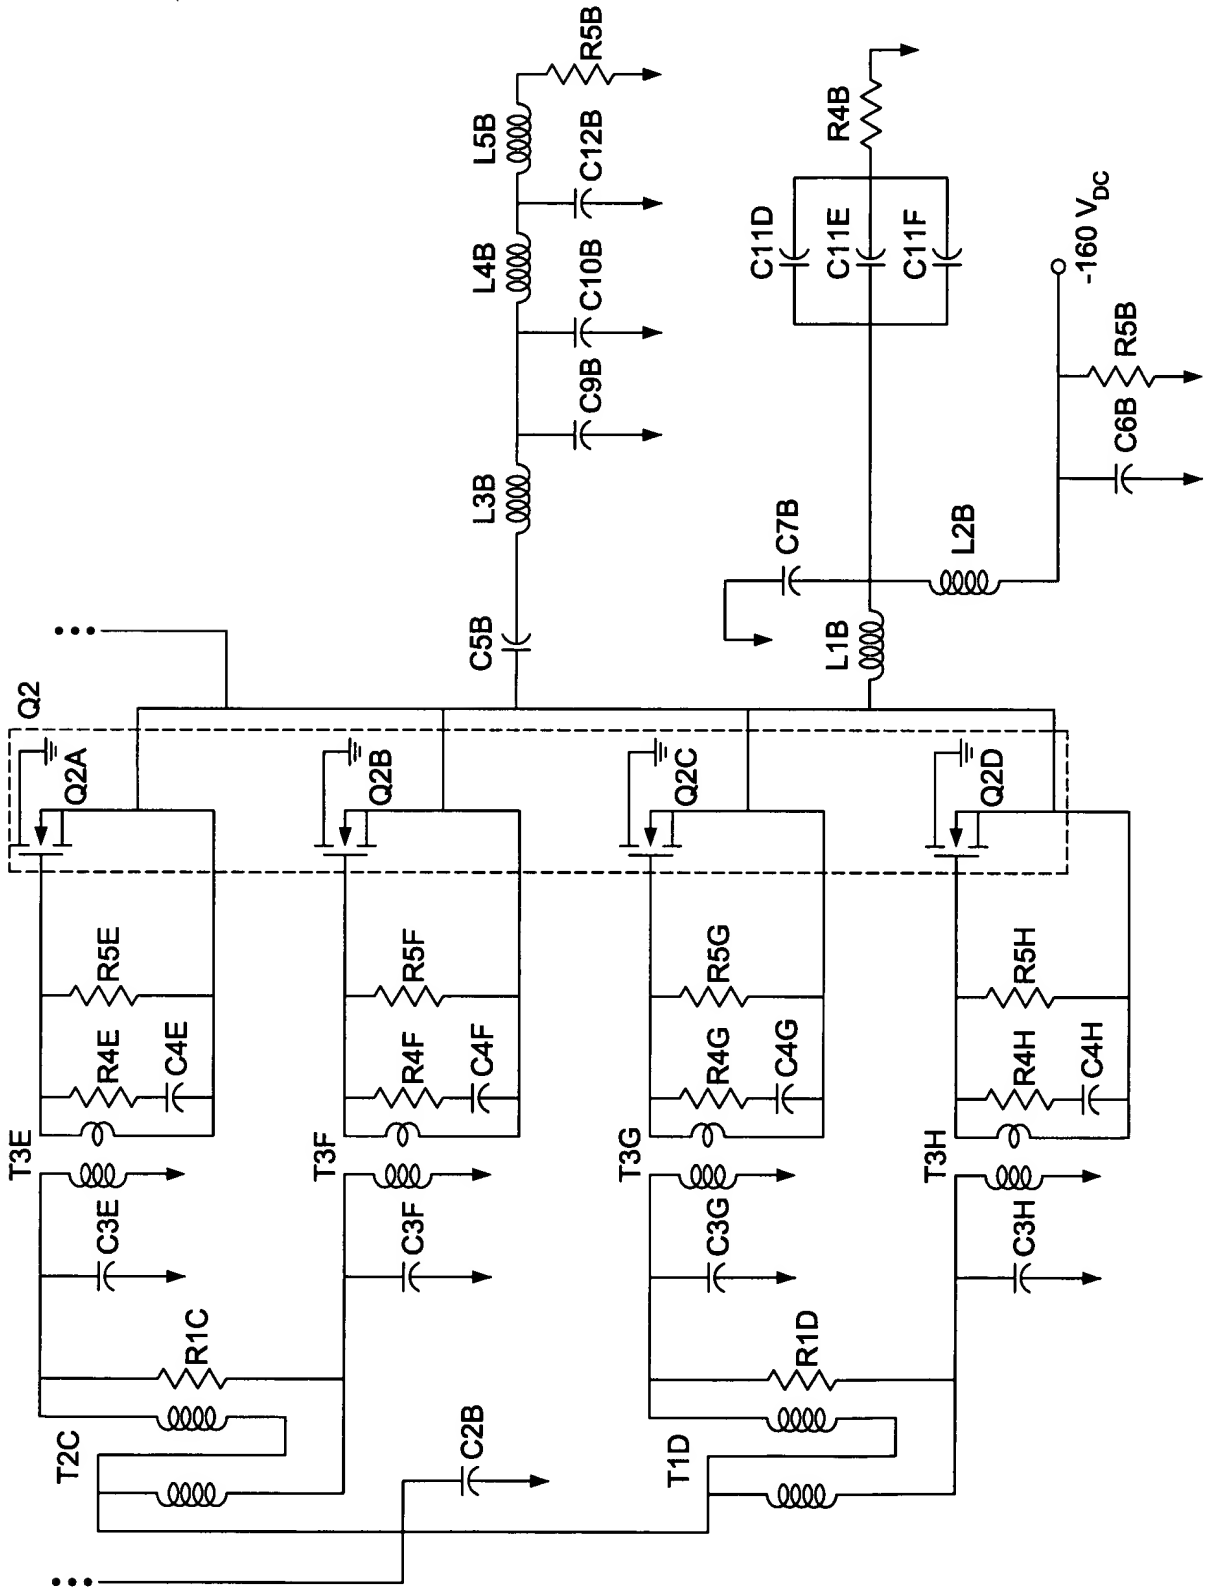 Q2
Q2A
Q2B
Q2C
Q2D
R5E
R4E
C4E
T3E
C3E
R1C
T2C
R5F
R4F
C4F
T3F
C3F
C2B
R5G
R4G
C4G
T3G
C3G
R1D
T1D
R5H
R4H
C4H
T3H
C3H
C5B
L3B
C9B
C10B
L4B
C12B
L5B
R5B
L1B
C7B
L2B
C11D
C11E
C11F
R4B
C6B
R5B
-160 VDC